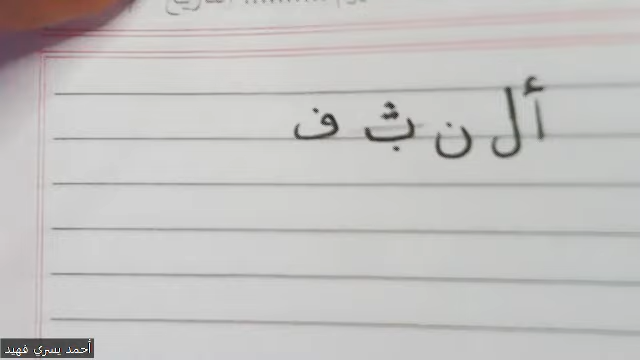 أ ل ن ث ف
أحمد يسري فهيد